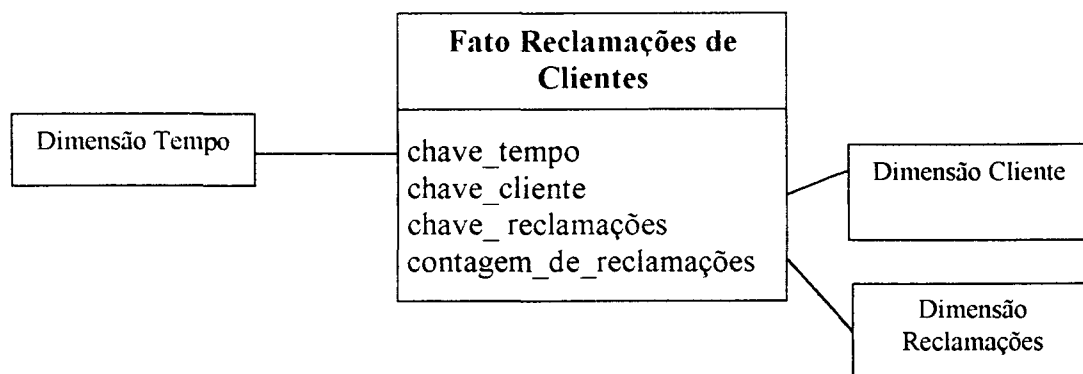 Fato Reclamações de
Clientes
Dimensão Tempo
chave_tempo
chave_cliente
chave_ reclamações
contagem_de_reclamações
Dimensão Cliente
Dimensão
Reclamações